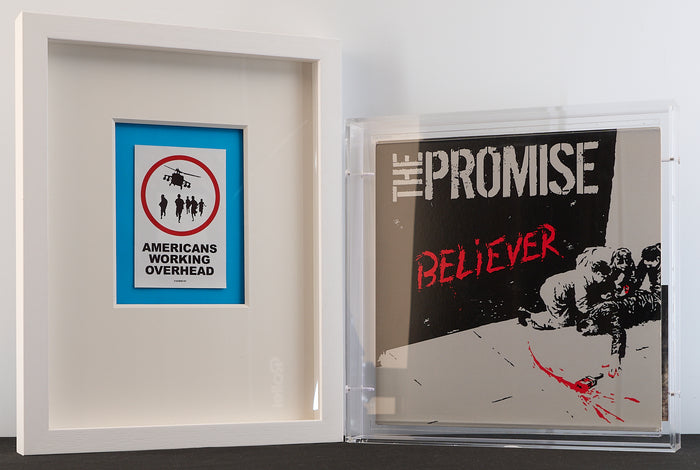 AMERICANS
WORKING
OVERHEAD
THE PROMISE
BELiEVER